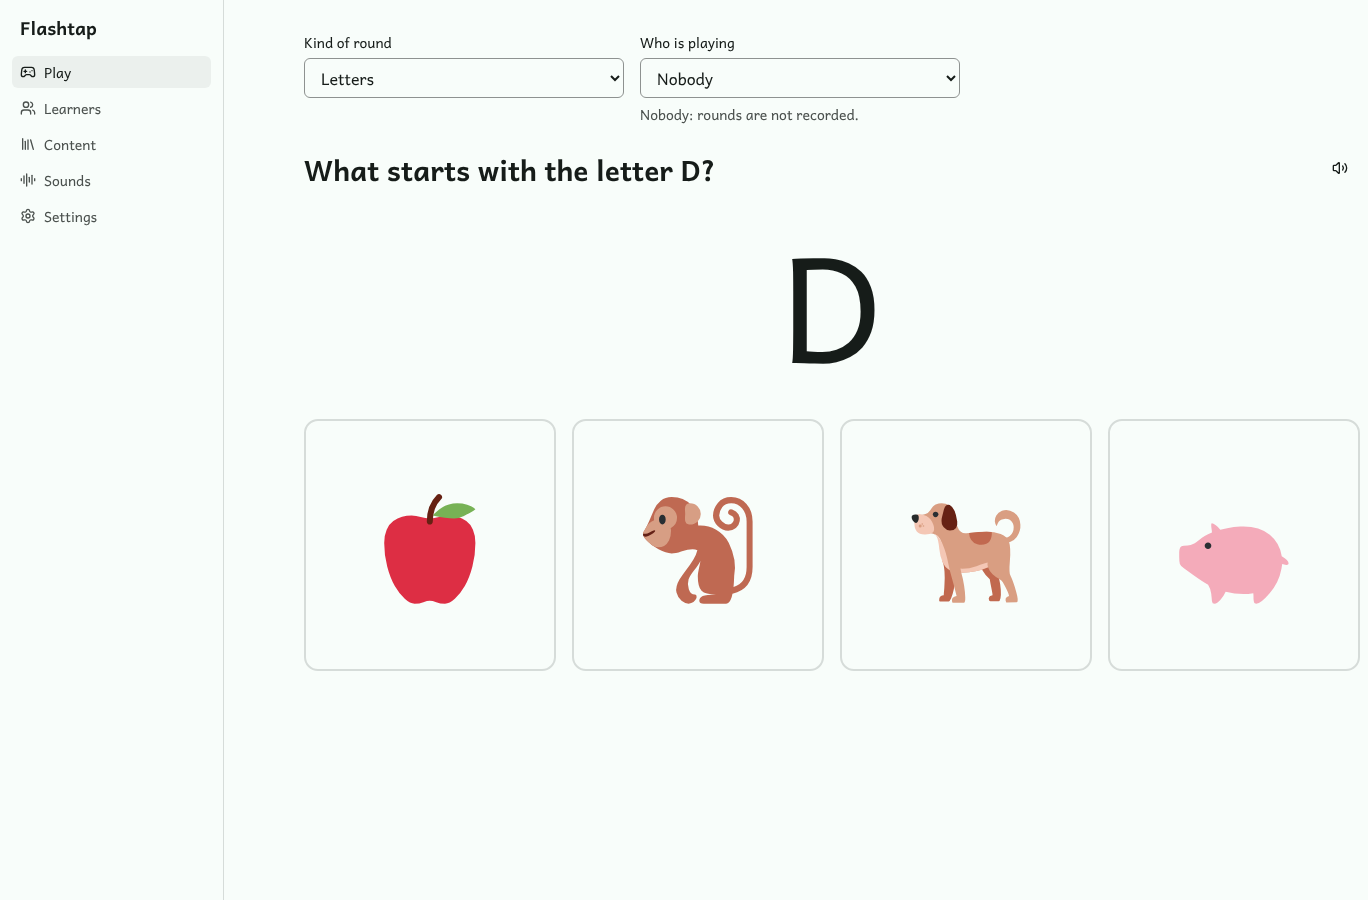 Flashtap
Play
Learners
Content
Sounds
Settings
Kind of round
Letters
Who is playing
Nobody
Nobody: rounds are not recorded.
What starts with the letter D?
D